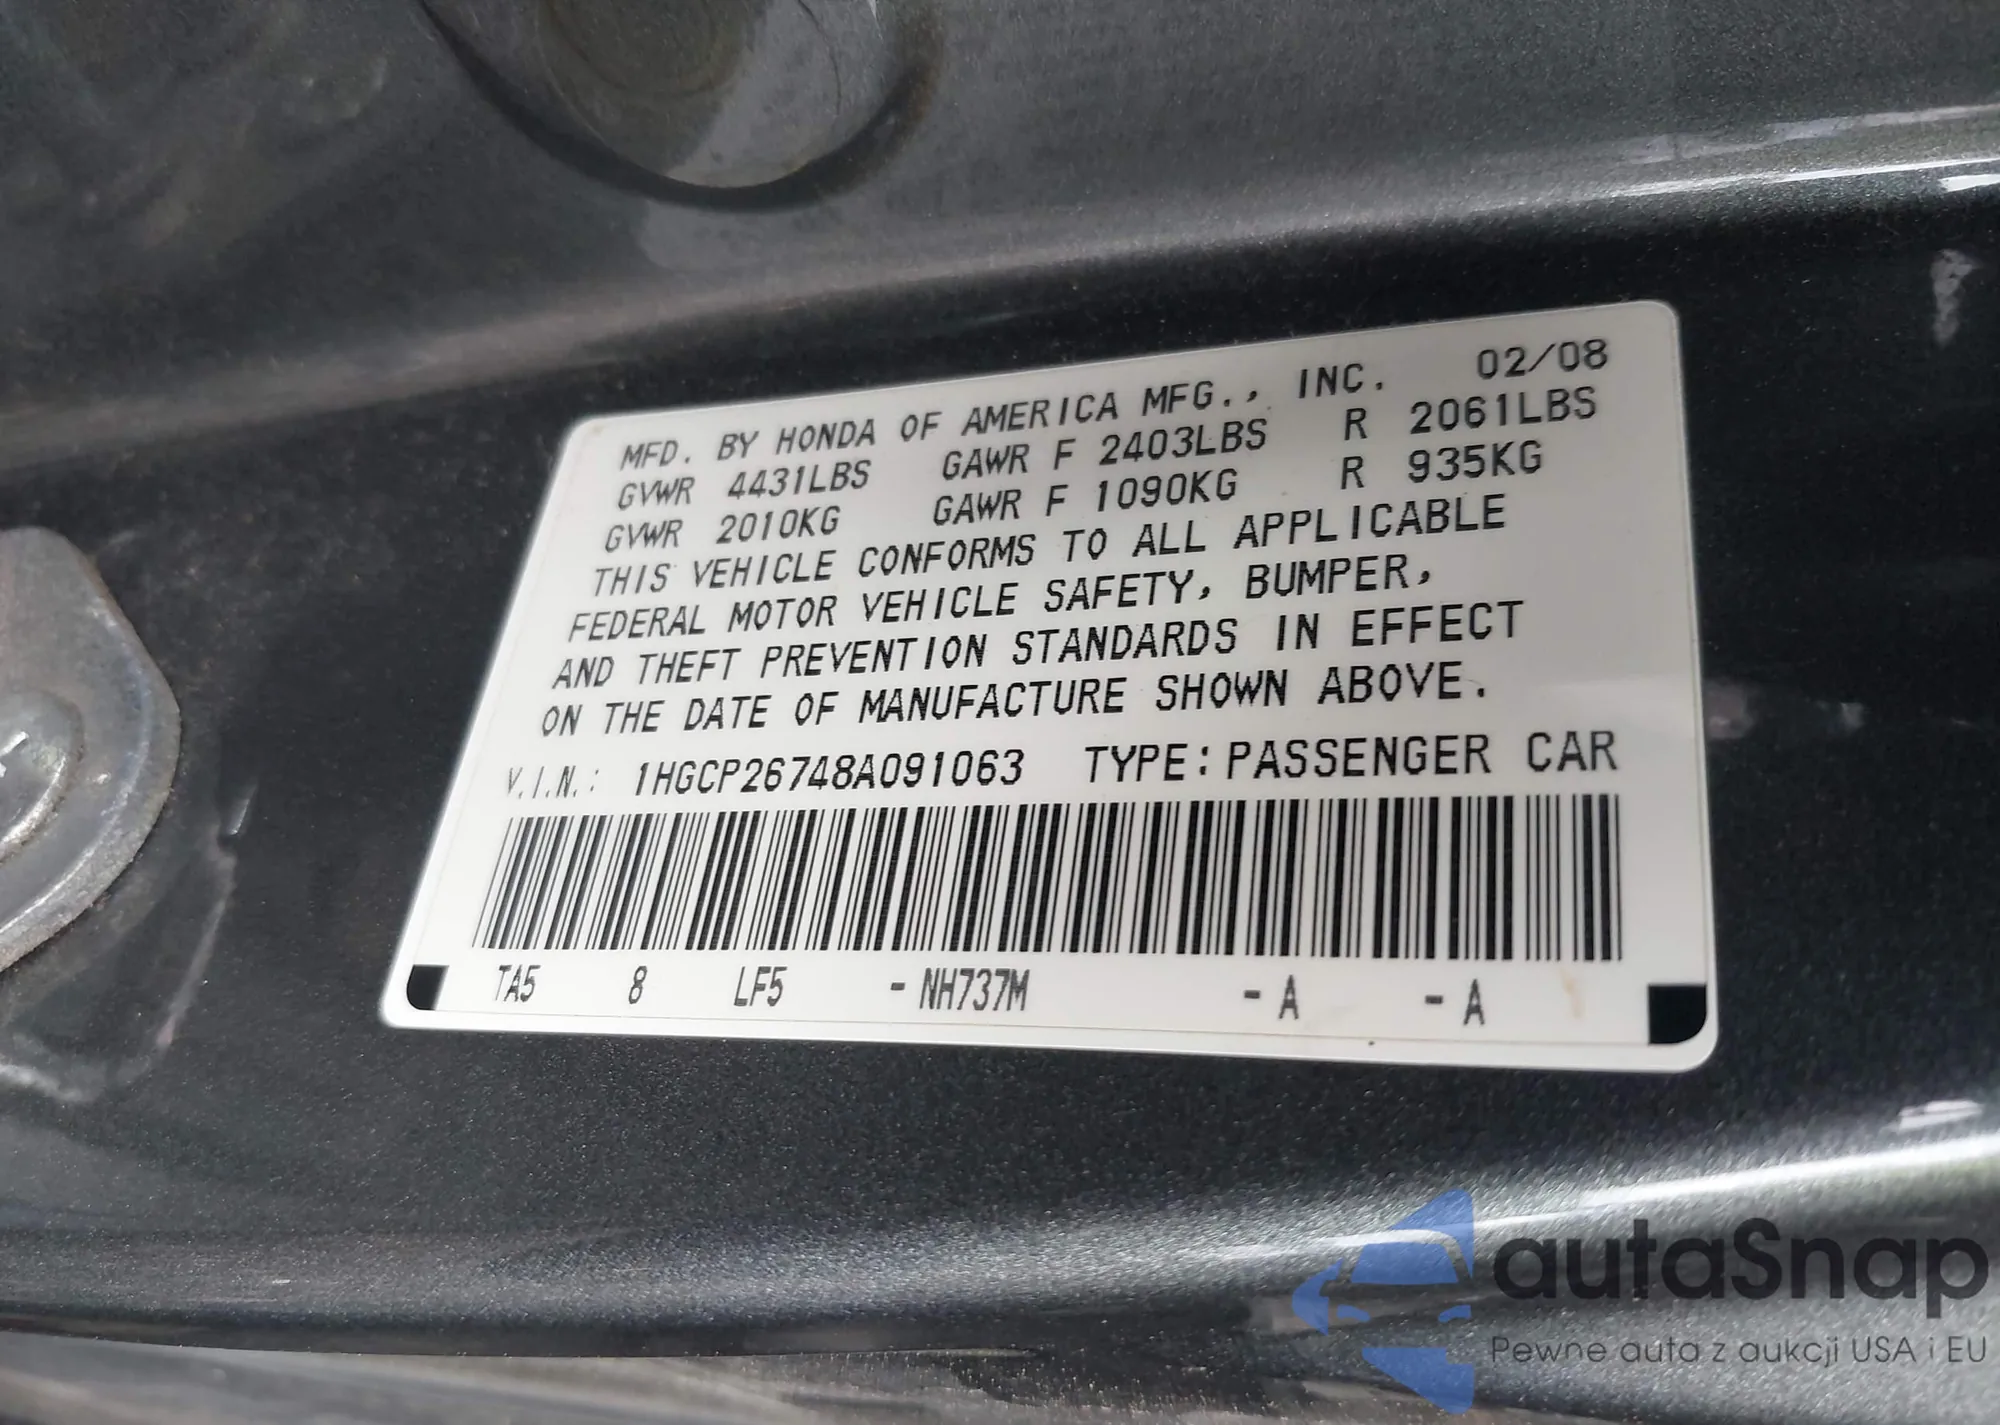 MFD. BY HONDA OF AMERICA MFG., INC. 02/08
GVWR 4431LBS GAWR F 2403LBS R 2061LBS
GVWR 2010KG GAWR F 1090KG R 935KG
THIS VEHICLE CONFORMS TO ALL APPLICABLE
FEDERAL MOTOR VEHICLE SAFETY, BUMPER,
AND THEFT PREVENTION STANDARDS IN EFFECT
ON THE DATE OF MANUFACTURE SHOWN ABOVE.
V.I.N.: 1HGCP26748A091063 TYPE: PASSENGER CAR
TA5 8 LF5 - NH737M - A - A
autaSnap
Pewne auta z aukcji USA i EU